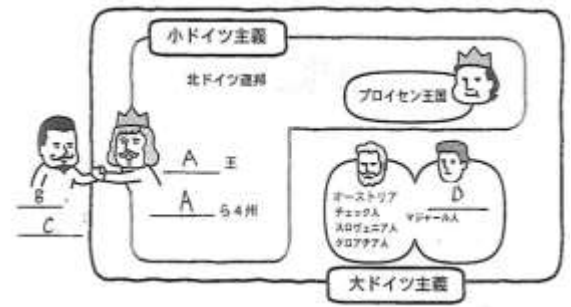 小ドイツ主義
北ドイツ連邦
プロイセン王国
A 王
A ら4州
B
C
オーストリア
チェック人
スロヴェニア人
クロアチア人
D
マジャール人
大ドイツ主義